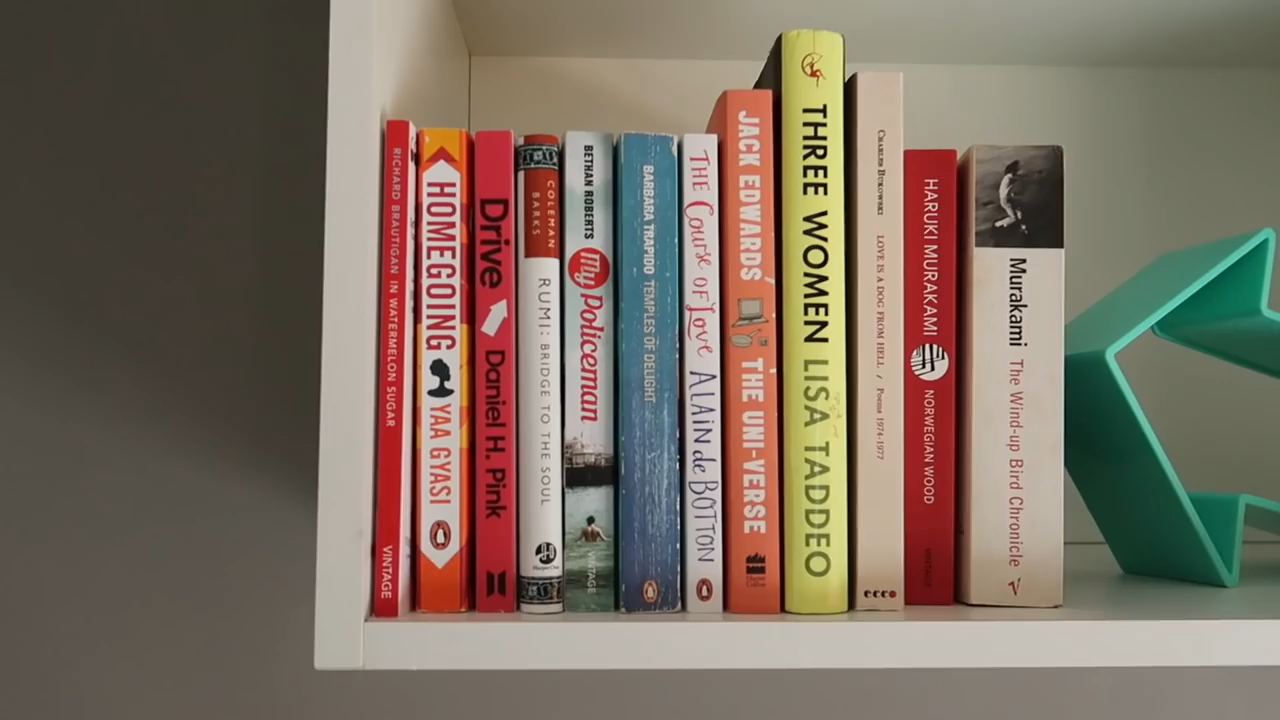 RICHARD BRAUTIGAN IN WATERMELON SUGAR
VINTAGE
HOMEGOING
YAA GYASI
Drive
Daniel H. Pink
COLEMAN
BARKS
RUMI: BRIDGE TO THE SOUL
HarperOne
BETHAN ROBERTS
My Policeman
VINTAGE
BARBARA TRAPIDO TEMPLES OF DELIGHT
THE Course OF Love ALAIN de BOTTON
JACK EDWARDS
THE UNI-VERSE
THREE WOMEN LISA TADDEO
CHARLES BUKOWSKI
LOVE IS A DOG FROM HELL / Poems 1974-1977
ecco
HARUKI MURAKAMI
NORWEGIAN WOOD
VINTAGE
Murakami The Wind-up Bird Chronicle